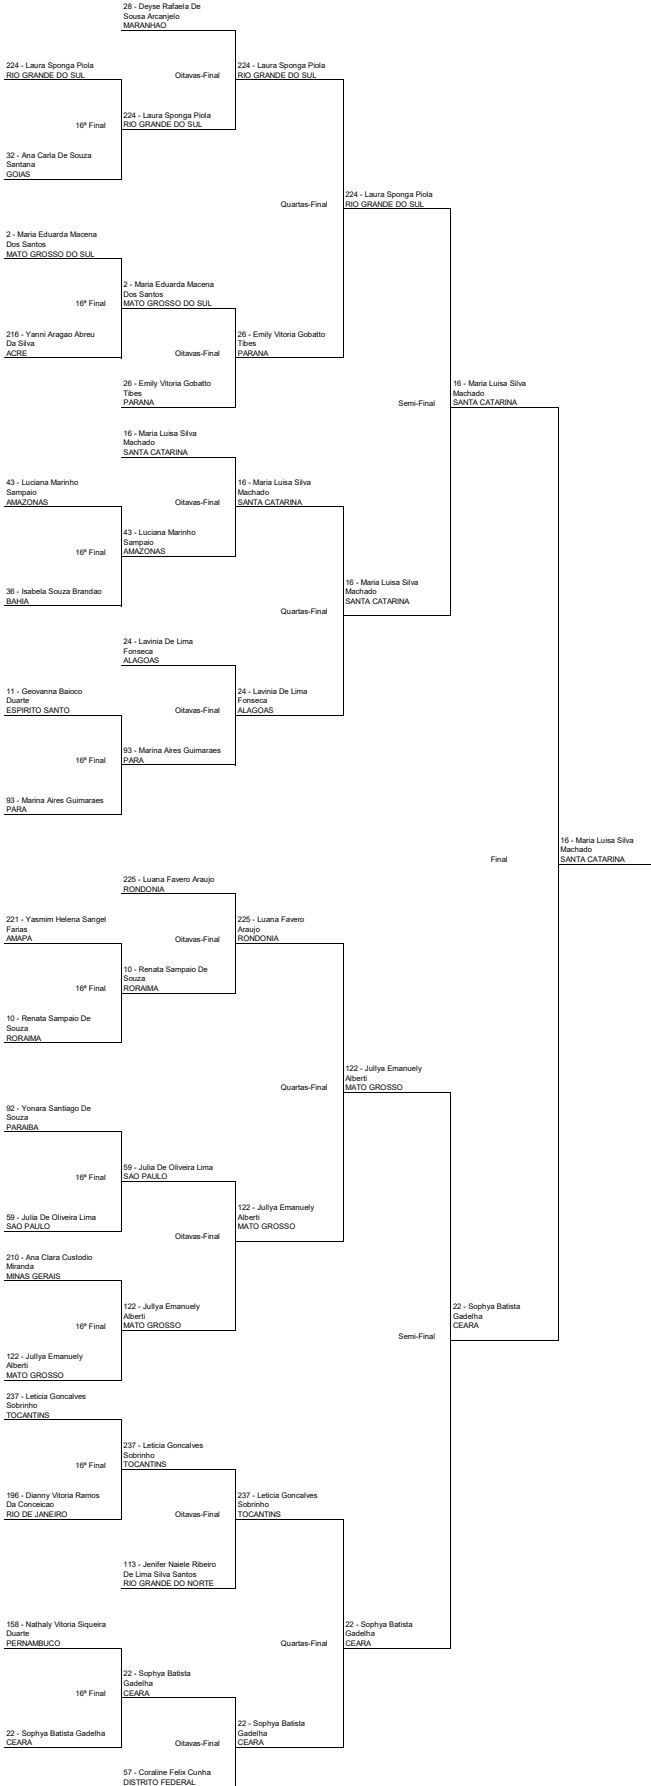 28 - Deyse Rafaela De
Sousa Arcanjelo
MARANHAO
224 - Laura Sponga Piola
RIO GRANDE DO SUL
Oitavas-Final
224 - Laura Sponga Piola
RIO GRANDE DO SUL
224 - Laura Sponga Piola
RIO GRANDE DO SUL
16ª Final
32 - Ana Carla De Souza
Santana
GOIAS
224 - Laura Sponga Piola
RIO GRANDE DO SUL
Quartas-Final
2 - Maria Eduarda Macena
Dos Santos
MATO GROSSO DO SUL
2 - Maria Eduarda Macena
Dos Santos
MATO GROSSO DO SUL
16ª Final
216 - Yanni Aragao Abreu
Da Silva
ACRE
Oitavas-Final
26 - Emily Vitoria Gobatto
Tibes
PARANA
26 - Emily Vitoria Gobatto
Tibes
PARANA
Semi-Final
16 - Maria Luisa Silva
Machado
SANTA CATARINA
16 - Maria Luisa Silva
Machado
SANTA CATARINA
43 - Luciana Marinho
Sampaio
AMAZONAS
Oitavas-Final
16 - Maria Luisa Silva
Machado
SANTA CATARINA
43 - Luciana Marinho
Sampaio
AMAZONAS
16ª Final
36 - Isabela Souza Brandao
BAHIA
16 - Maria Luisa Silva
Machado
SANTA CATARINA
Quartas-Final
24 - Lavinia De Lima
Fonseca
ALAGOAS
11 - Geovanna Baioco
Duarte
ESPIRITO SANTO
Oitavas-Final
24 - Lavinia De Lima
Fonseca
ALAGOAS
93 - Marina Aires Guimaraes
PARA
16ª Final
93 - Marina Aires Guimaraes
PARA
Final
16 - Maria Luisa Silva
Machado
SANTA CATARINA
225 - Luana Favero Araujo
RONDONIA
221 - Yasmim Helena Sangel
Farias
AMAPA
Oitavas-Final
225 - Luana Favero
Araujo
RONDONIA
10 - Renata Sampaio De
Souza
RORAIMA
16ª Final
10 - Renata Sampaio De
Souza
RORAIMA
122 - Jullya Emanuely
Alberti
MATO GROSSO
Quartas-Final
92 - Yonara Santiago De
Souza
PARAIBA
59 - Julia De Oliveira Lima
SAO PAULO
16ª Final
59 - Julia De Oliveira Lima
SAO PAULO
122 - Jullya Emanuely
Alberti
MATO GROSSO
Oitavas-Final
210 - Ana Clara Custodio
Miranda
MINAS GERAIS
122 - Jullya Emanuely
Alberti
MATO GROSSO
16ª Final
122 - Jullya Emanuely
Alberti
MATO GROSSO
22 - Sophya Batista
Gadelha
CEARA
Semi-Final
237 - Leticia Goncalves
Sobrinho
TOCANTINS
237 - Leticia Goncalves
Sobrinho
TOCANTINS
16ª Final
196 - Dianny Vitoria Ramos
Da Conceicao
RIO DE JANEIRO
Oitavas-Final
237 - Leticia Goncalves
Sobrinho
TOCANTINS
113 - Jenifer Naiele Ribeiro
De Lima Silva Santos
RIO GRANDE DO NORTE
158 - Nathaly Vitoria Siqueira
Duarte
PERNAMBUCO
Quartas-Final
22 - Sophya Batista
Gadelha
CEARA
22 - Sophya Batista
Gadelha
CEARA
16ª Final
22 - Sophya Batista Gadelha
CEARA
Oitavas-Final
22 - Sophya Batista
Gadelha
CEARA
57 - Coraline Felix Cunha
DISTRITO FEDERAL